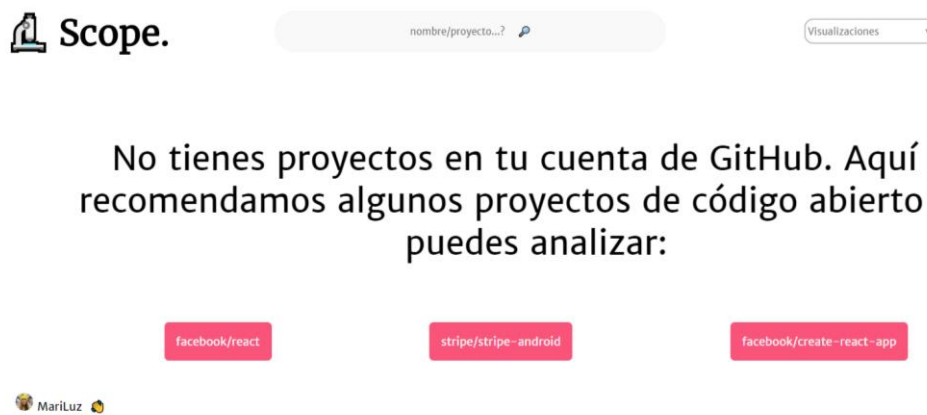 Scope.
nombre/proyecto...?
Visualizaciones
No tienes proyectos en tu cuenta de GitHub. Aquí
recomendamos algunos proyectos de código abierto
puedes analizar:
facebook/react
stripe/stripe-android
facebook/create-react-app
MariLuz